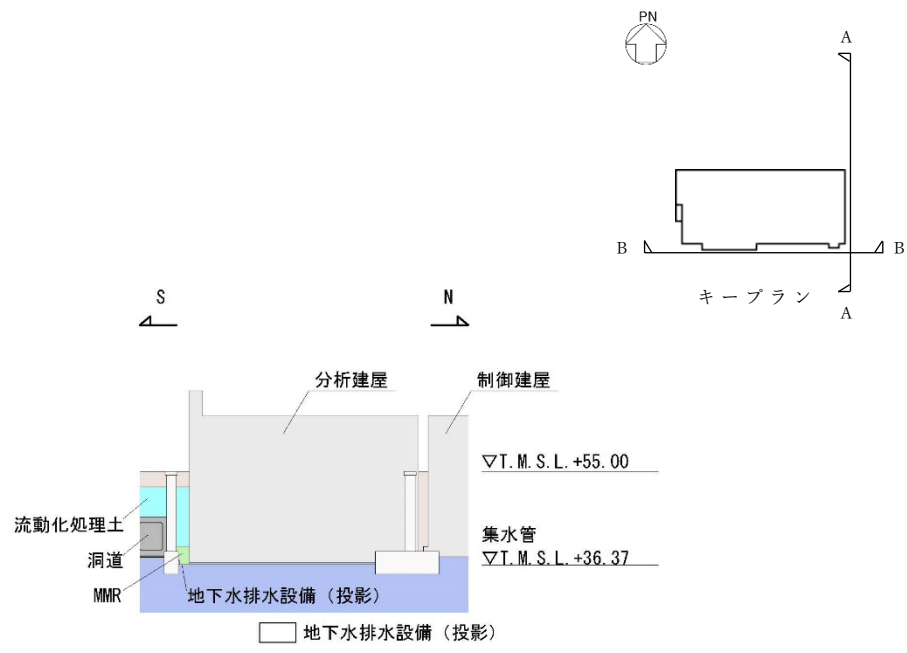 PN
A
B
B
キープラン
A
S
N
分析建屋
制御建屋
▽T.M.S.L.+55.00
流動化処理土
集水管
▽T.M.S.L.+36.37
洞道
MMR
地下水排水設備（投影）
地下水排水設備（投影）